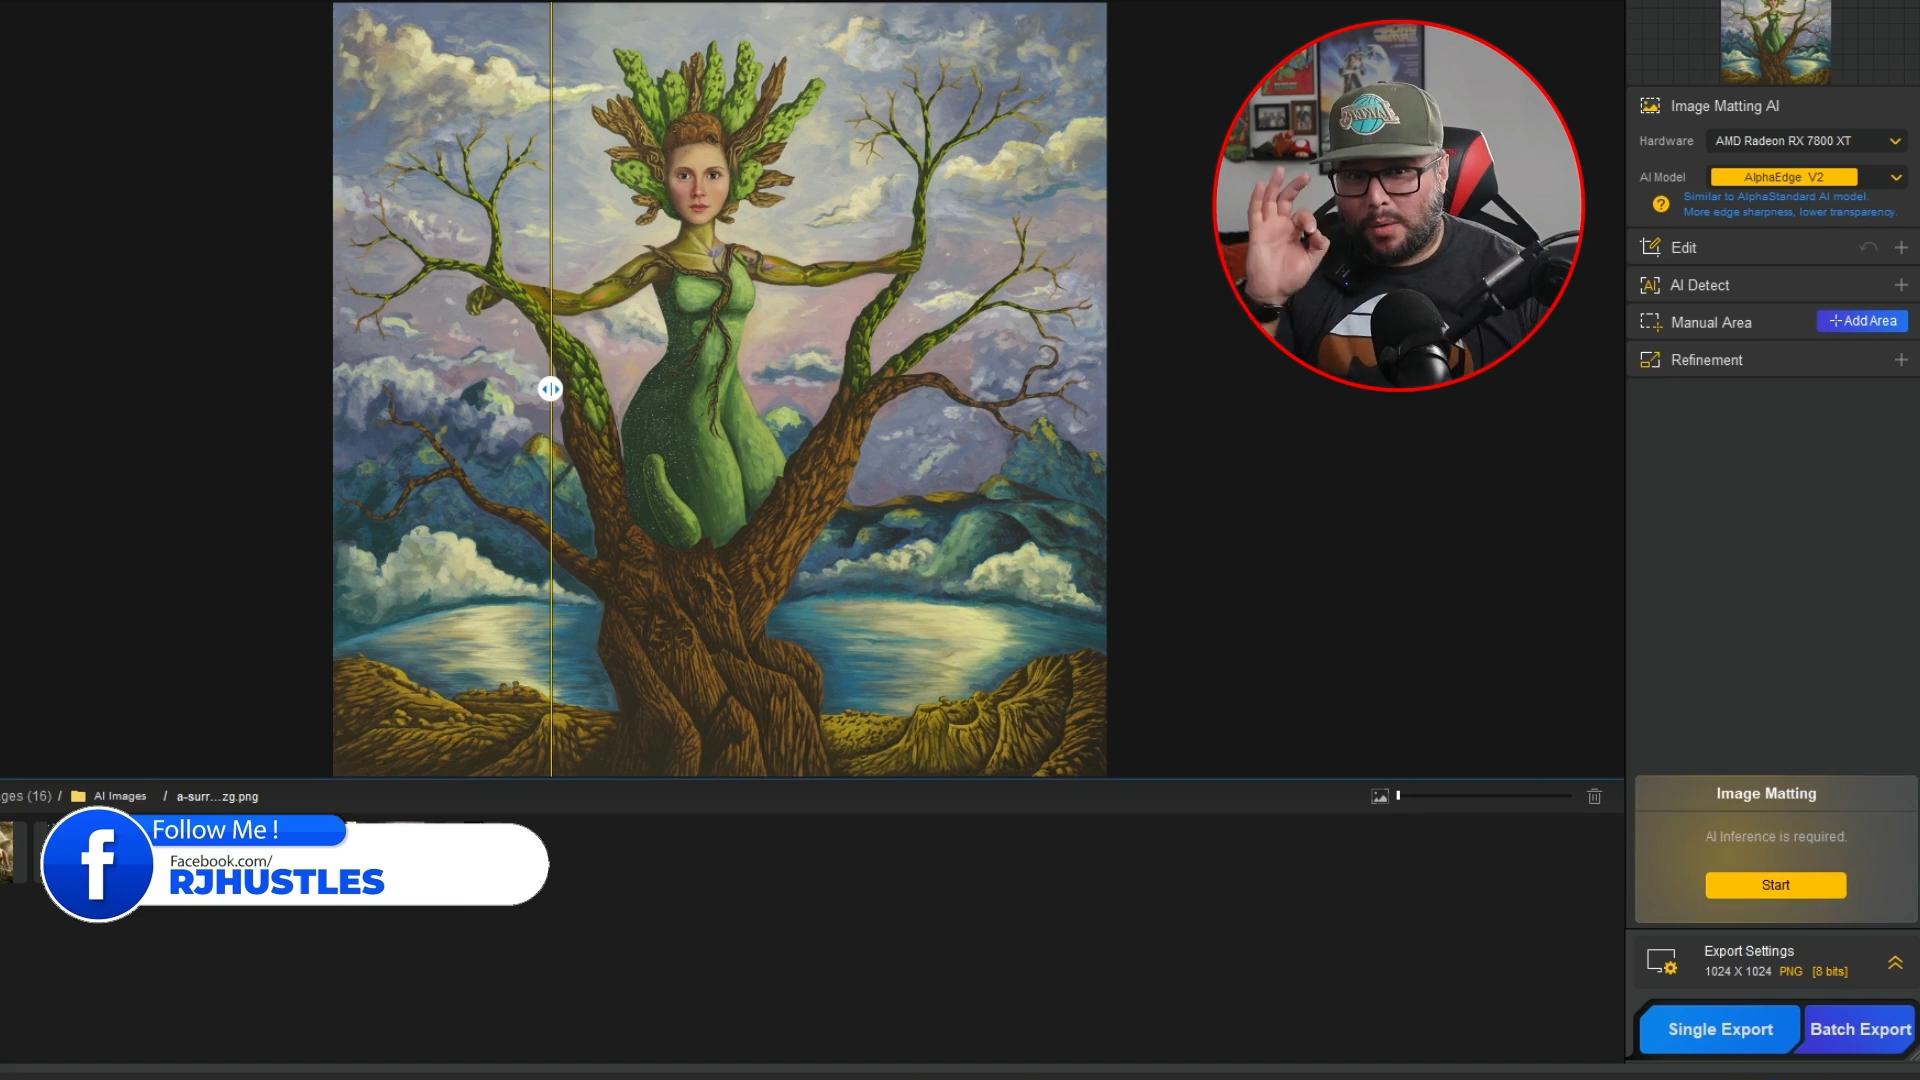 Image Matting AI
Hardware AMD Radeon RX 7800 XT
AI Model AlphaEdge V2
? Similar to AlphaStandard AI model.
More edge sharpness, lower transparency.
Edit
AI AI Detect
Manual Area Add Area
Refinement
ges (16) / AI Images / a-surr...zg.png
Follow Me !
f Facebook.com/
RJHUSTLES
Image Matting
AI Inference is required.
Start
Export Settings
1024 X 1024 PNG [8 bits]
Single Export Batch Export